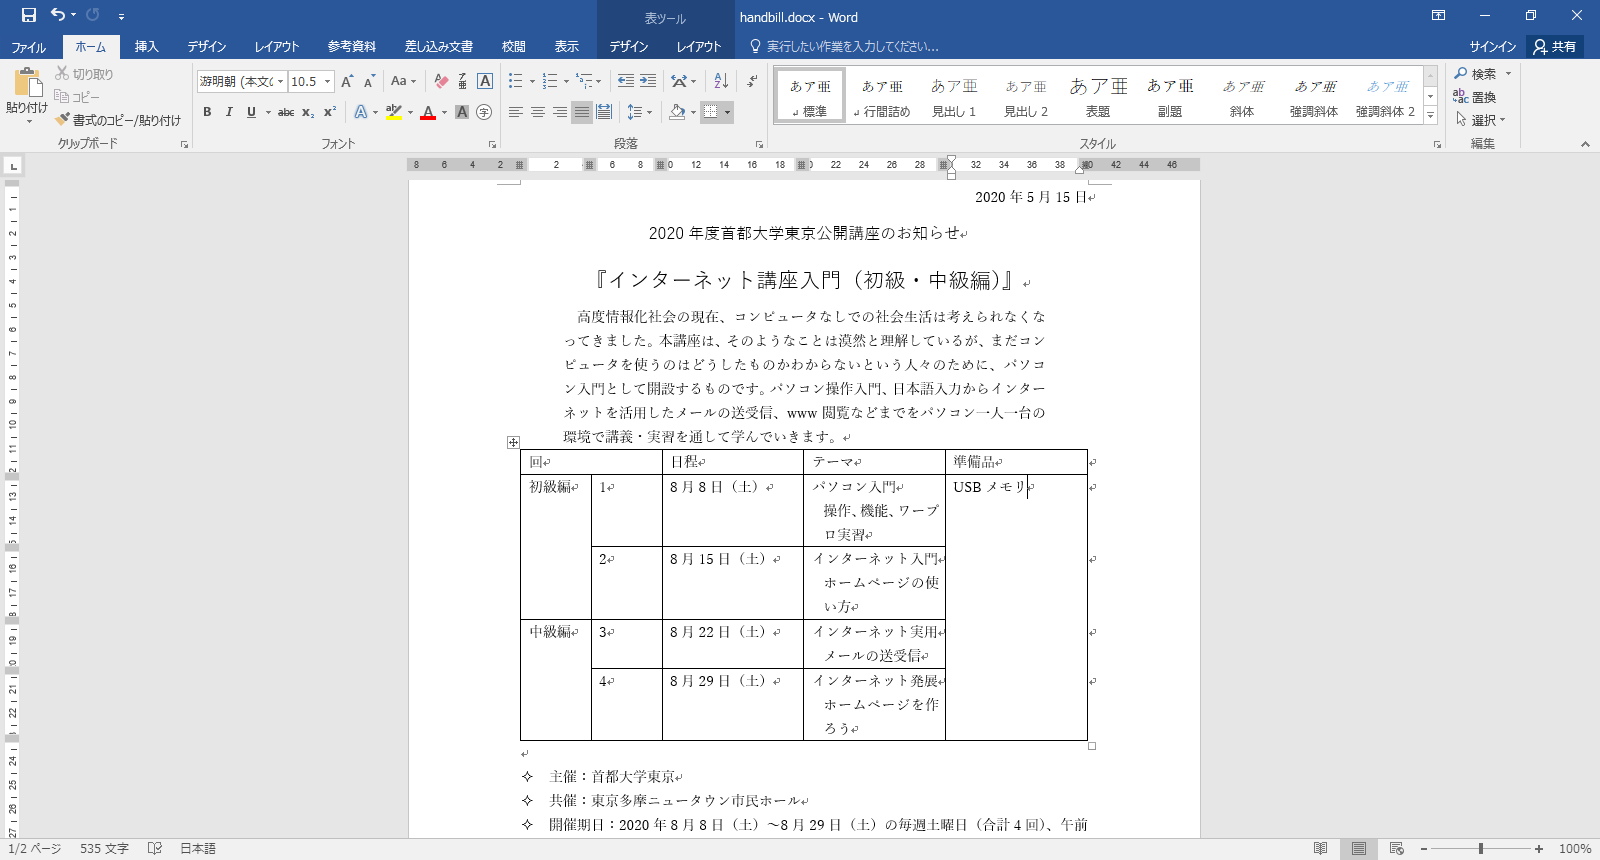 表ツール
handbill.docx - Word
ファイル ホーム 挿入 デザイン レイアウト 参考資料 差し込み文書 校閲 表示 デザイン レイアウト 実行したい作業を入力してください... サインイン 共有
貼り付け
切り取り
コピー
書式のコピー/貼り付け
クリップボード
游明朝 (本文の 10.5
フォント
段落
あア亜 あア亜 あア亜 あア亜 あア亜 あア亜 あア亜 あア亜 あア亜
標準 行間詰め 見出し 1 見出し 2 表題 副題 斜体 強調斜体 強調斜体 2
スタイル
検索
置換
選択
編集
8 6 4 2 2 6 8 0 12 14 16 18 0 22 24 26 28 32 34 36 38 40 42 44 46
2020 年 5 月 15 日
2020 年度首都大学東京公開講座のお知らせ
『インターネット講座入門（初級・中級編）』
高度情報化社会の現在、コンピュータなしでの社会生活は考えられなくな
ってきました。本講座は、そのようなことは漠然と理解しているが、まだコン
ピュータを使うのはどうしたものかわからないという人々のために、パソコ
ン入門として開設するものです。パソコン操作入門、日本語入力からインター
ネットを活用したメールの送受信、www 閲覧などまでをパソコン一人一台の
環境で講義・実習を通して学んでいきます。
回 日程 テーマ 準備品
初級編 1 8 月 8 日（土） パソコン入門 USB メモリ
操作、機能、ワープ
ロ実習
2 8 月 15 日（土） インターネット入門
ホームページの使
い方
中級編 3 8 月 22 日（土） インターネット実用
メールの送受信
4 8 月 29 日（土） インターネット発展
ホームページを作
ろう
主催：首都大学東京
共催：東京多摩ニュータウン市民ホール
開催期日：2020 年 8 月 8 日（土）～8 月 29 日（土）の毎週土曜日（合計 4 回）、午前
1/2 ページ 535 文字 日本語 100%